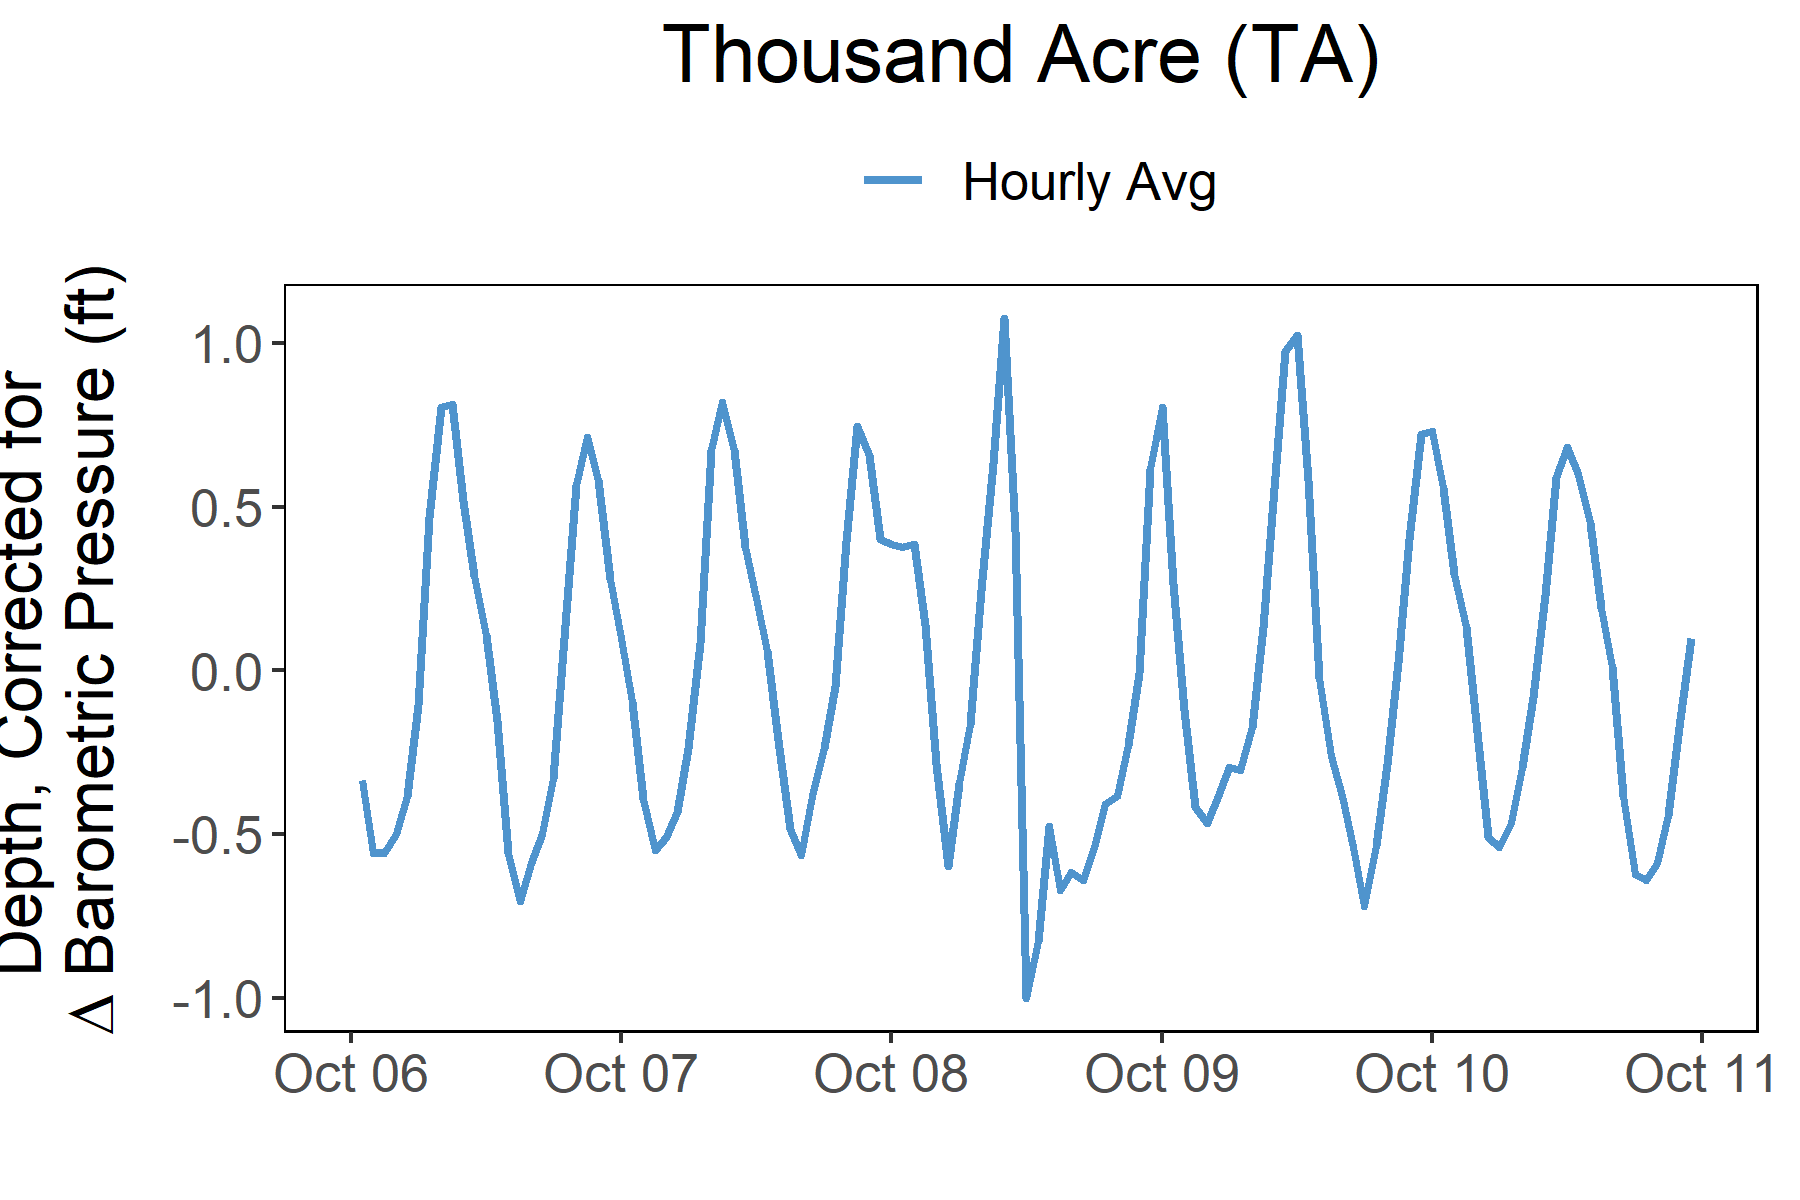 Thousand Acre (TA)
Hourly Avg
Depth, Corrected for
Δ Barometric Pressure (ft)
1.0
0.5
0.0
-0.5
-1.0
Oct 06 Oct 07 Oct 08 Oct 09 Oct 10 Oct 11